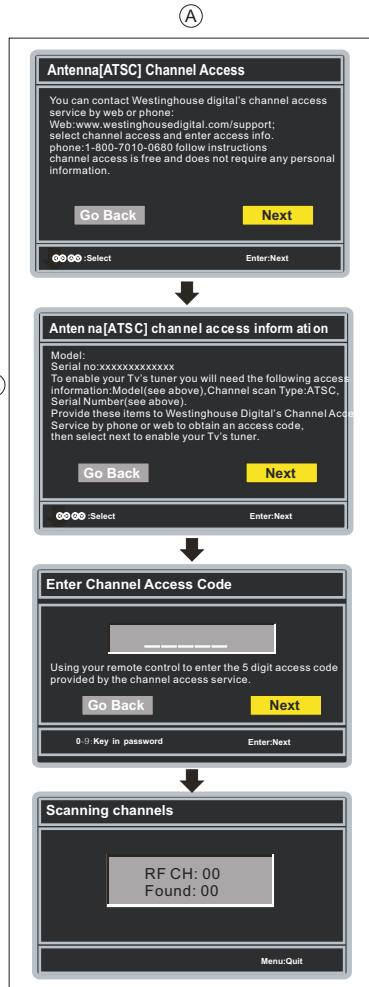 A
Antenna[ATSC] Channel Access
You can contact Westinghouse digital's channel access
service by web or phone:
Web:www.westinghousedigital.com/support;
select channel access and enter access info.
phone:1-800-7010-0680 follow instructions
channel access is free and does not require any personal
information.
Go Back Next
:Select Enter:Next
Anten na[ATSC] channel access inform ation
Model:
Serial no:xxxxxxxxxxxxx
To enable your Tv's tuner you will need the following access
information:Model(see above),Channel scan Type:ATSC,
Serial Number(see above).
Provide these items to Westinghouse Digital's Channel Acce
Service by phone or web to obtain an access code,
then select next to enable your Tv's tuner.
Go Back Next
:Select Enter:Next
Enter Channel Access Code
_____
Using your remote control to enter the 5 digit access code
provided by the channel access service.
Go Back Next
0-9:Key in password Enter:Next
Scanning channels
RF CH: 00
Found: 00
Menu:Quit